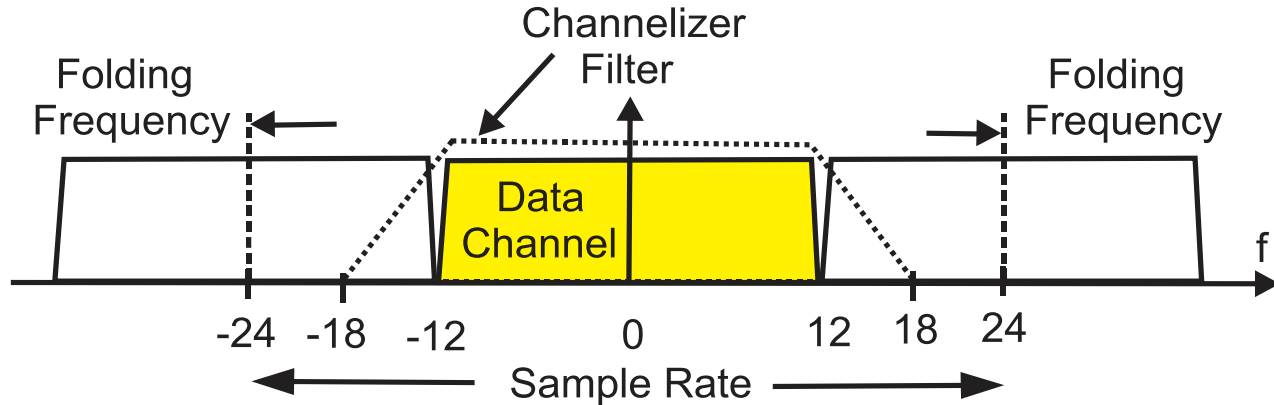 Channelizer
Filter
Folding
Frequency
Folding
Frequency
Data
Channel
f
-24 -18 -12 0 12 18 24
Sample Rate